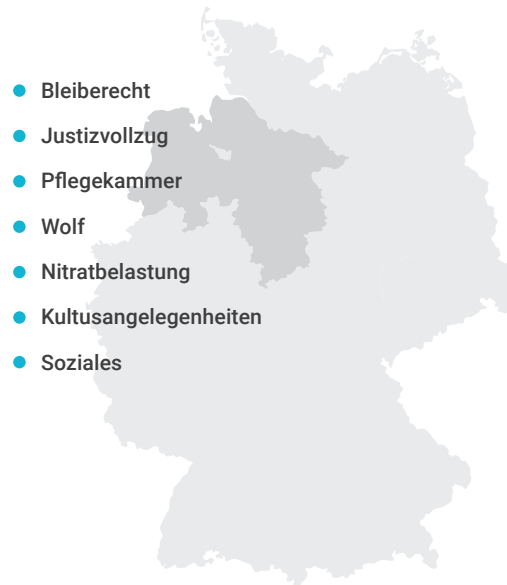 Bleiberecht
Justizvollzug
Pflegekammer
Wolf
Nitratbelastung
Kultusangelegenheiten
Soziales